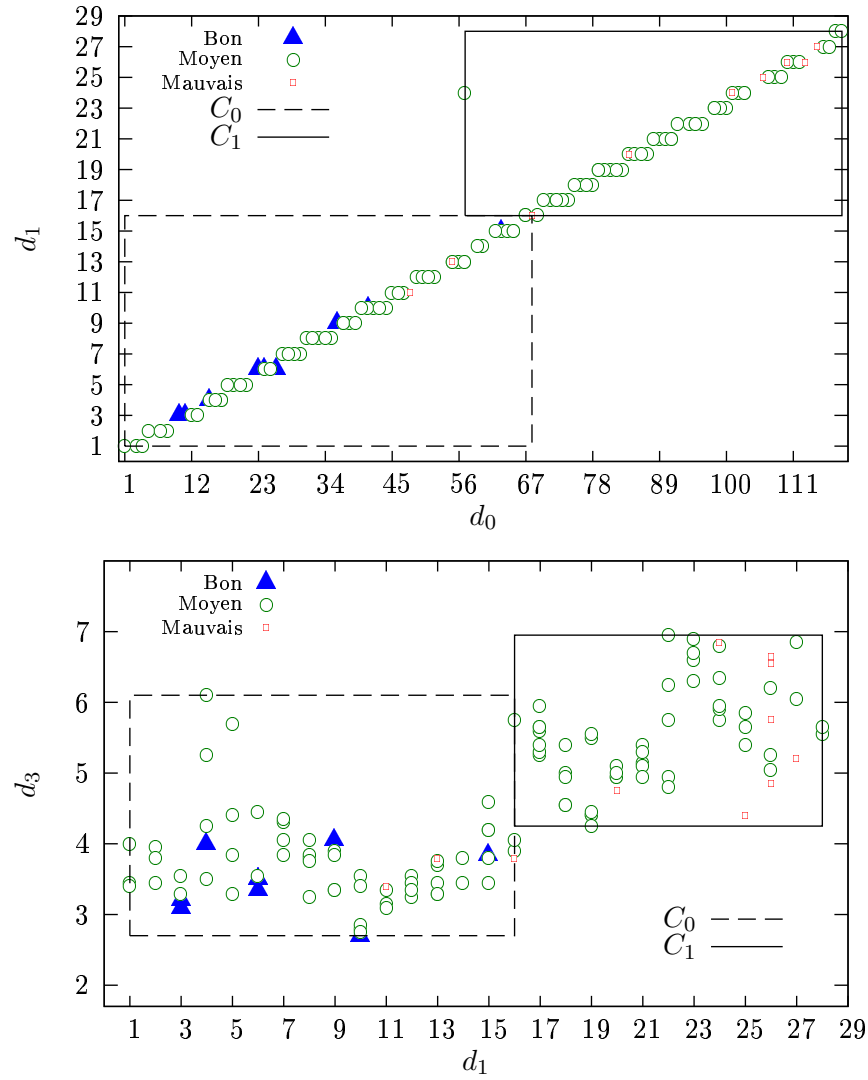 29
27
25
23
21
19
17
15
13
11
9
7
5
3
1
d₁
Bon
Moyen
Mauvais
C₀
C₁
1 12 23 34 45 56 67 78 89 100 111
d₀
7
6
5
4
3
2
d₃
Bon
Moyen
Mauvais
C₀
C₁
1 3 5 7 9 11 13 15 17 19 21 23 25 27 29
d₁